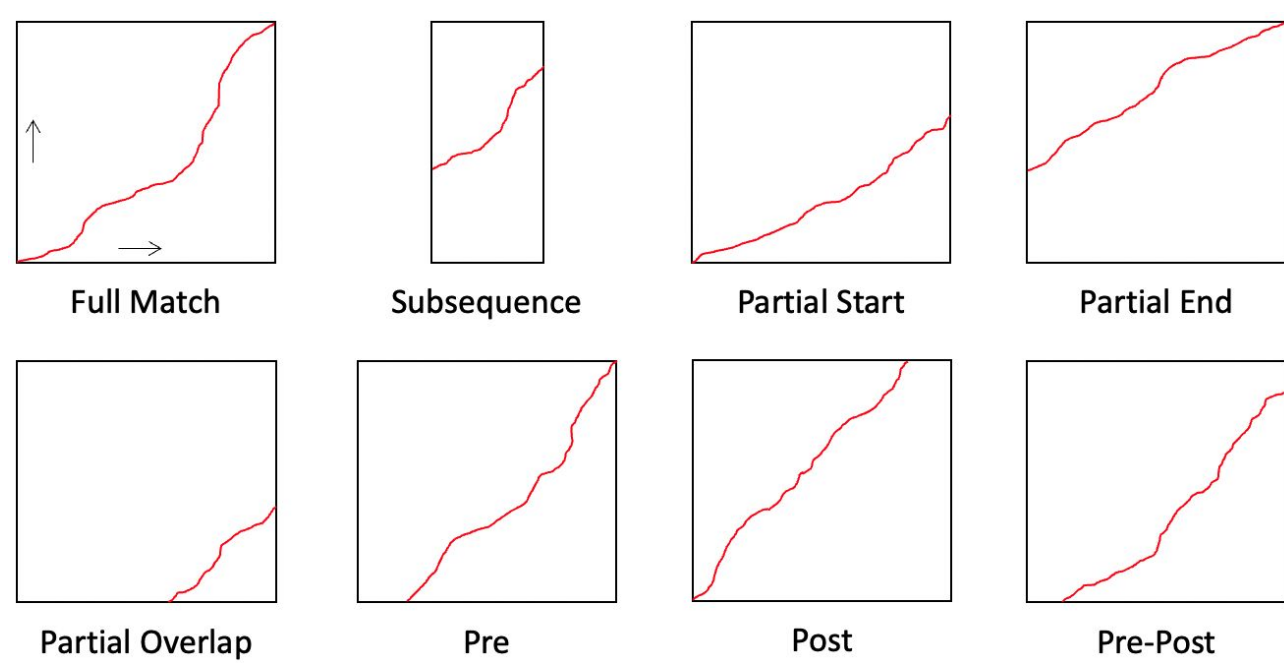 Full Match
Subsequence
Partial Start
Partial End
Partial Overlap
Pre
Post
Pre-Post